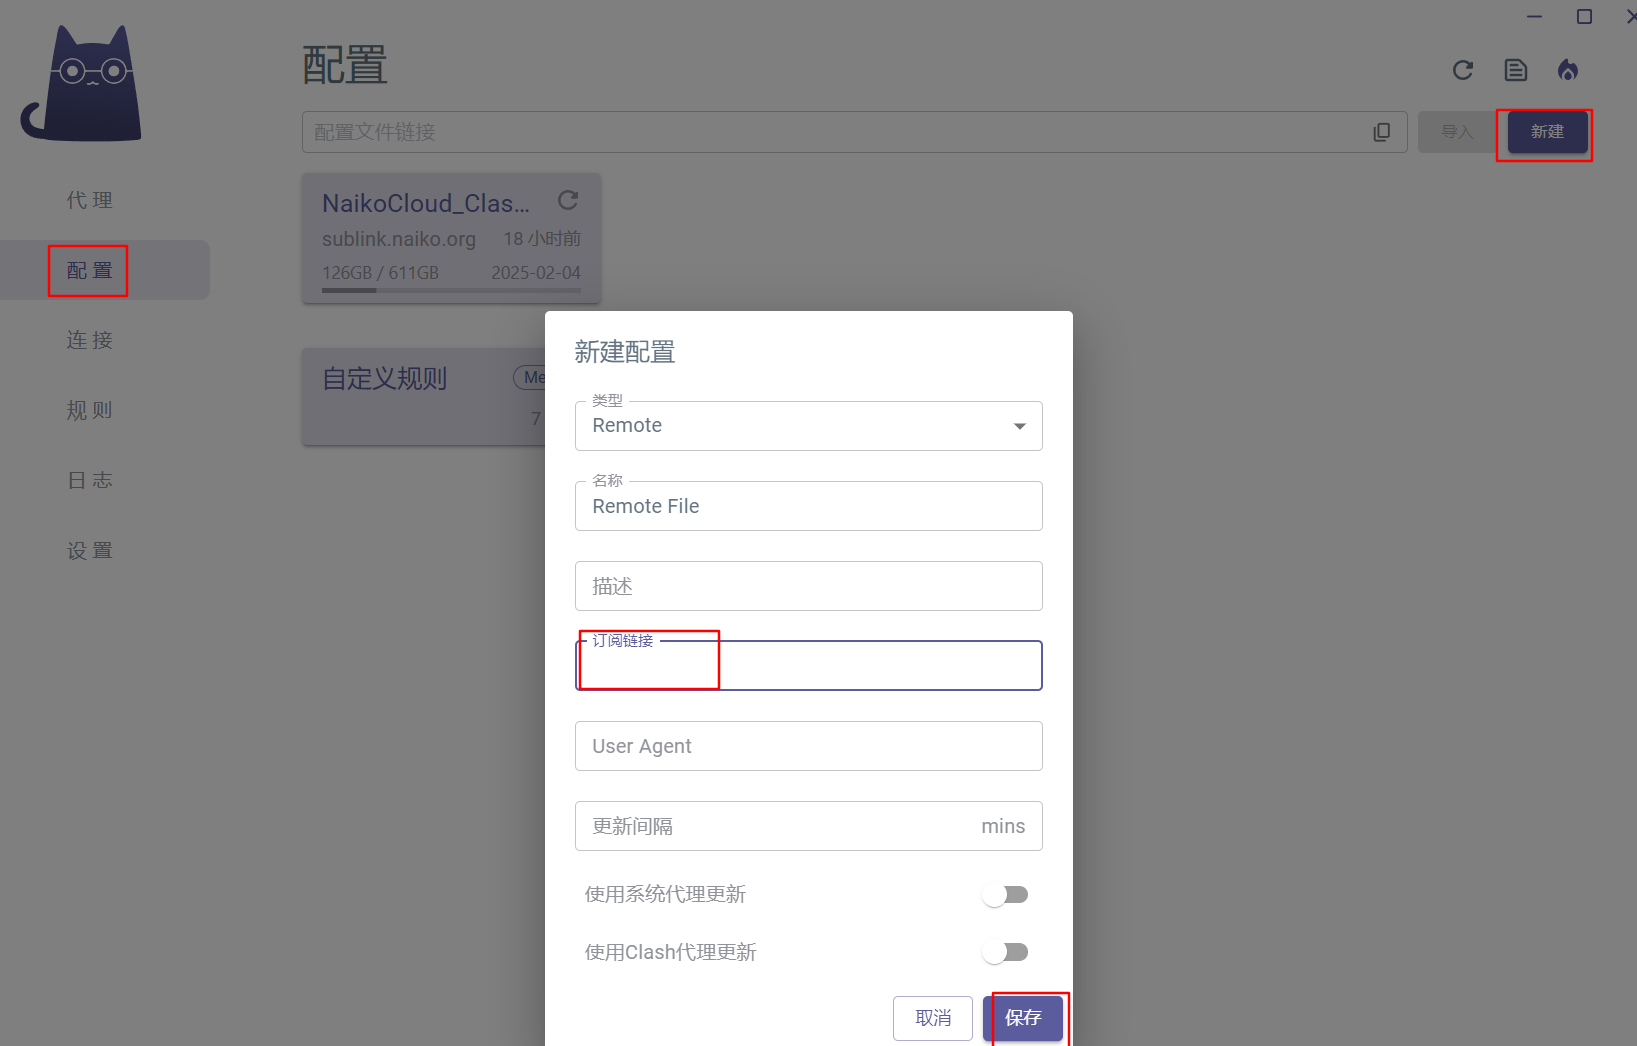 配置
配置文件链接
导入
新建
代理
配置
连接
规则
日志
设置
NaikoCloud_Clas...
sublink.naiko.org 18 小时前
126GB / 611GB 2025-02-04
自定义规则
Me
7
新建配置
类型
Remote
名称
Remote File
描述
订阅链接
User Agent
更新间隔 mins
使用系统代理更新
使用Clash代理更新
取消
保存